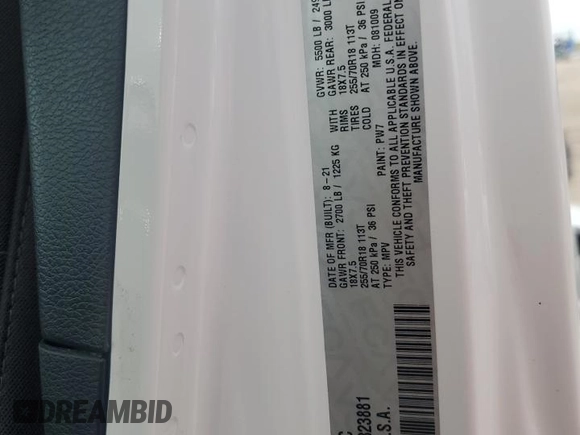 DATE OF MFR (BUILT): 8-21 GVWR: 5500 LB /
GAWR FRONT: 2700 LB / 1225 KG WITH GAWR REAR: 3000
18X7.5 RIMS 18X7.5
255/70R18 113T TIRES 255/70R18 113T
AT 250 kPa / 36 PSI COLD AT 250 kPa / 36 PSI
TYPE: MPV PAINT: PW7 MDH: 081009
THIS VEHICLE CONFORMS TO ALL APPLICABLE U.S.A. FEDERAL
SAFETY AND THEFT PREVENTION STANDARDS IN EFFECT ON
MANUFACTURE SHOWN ABOVE.
323881
.S.A.
DREAMBID